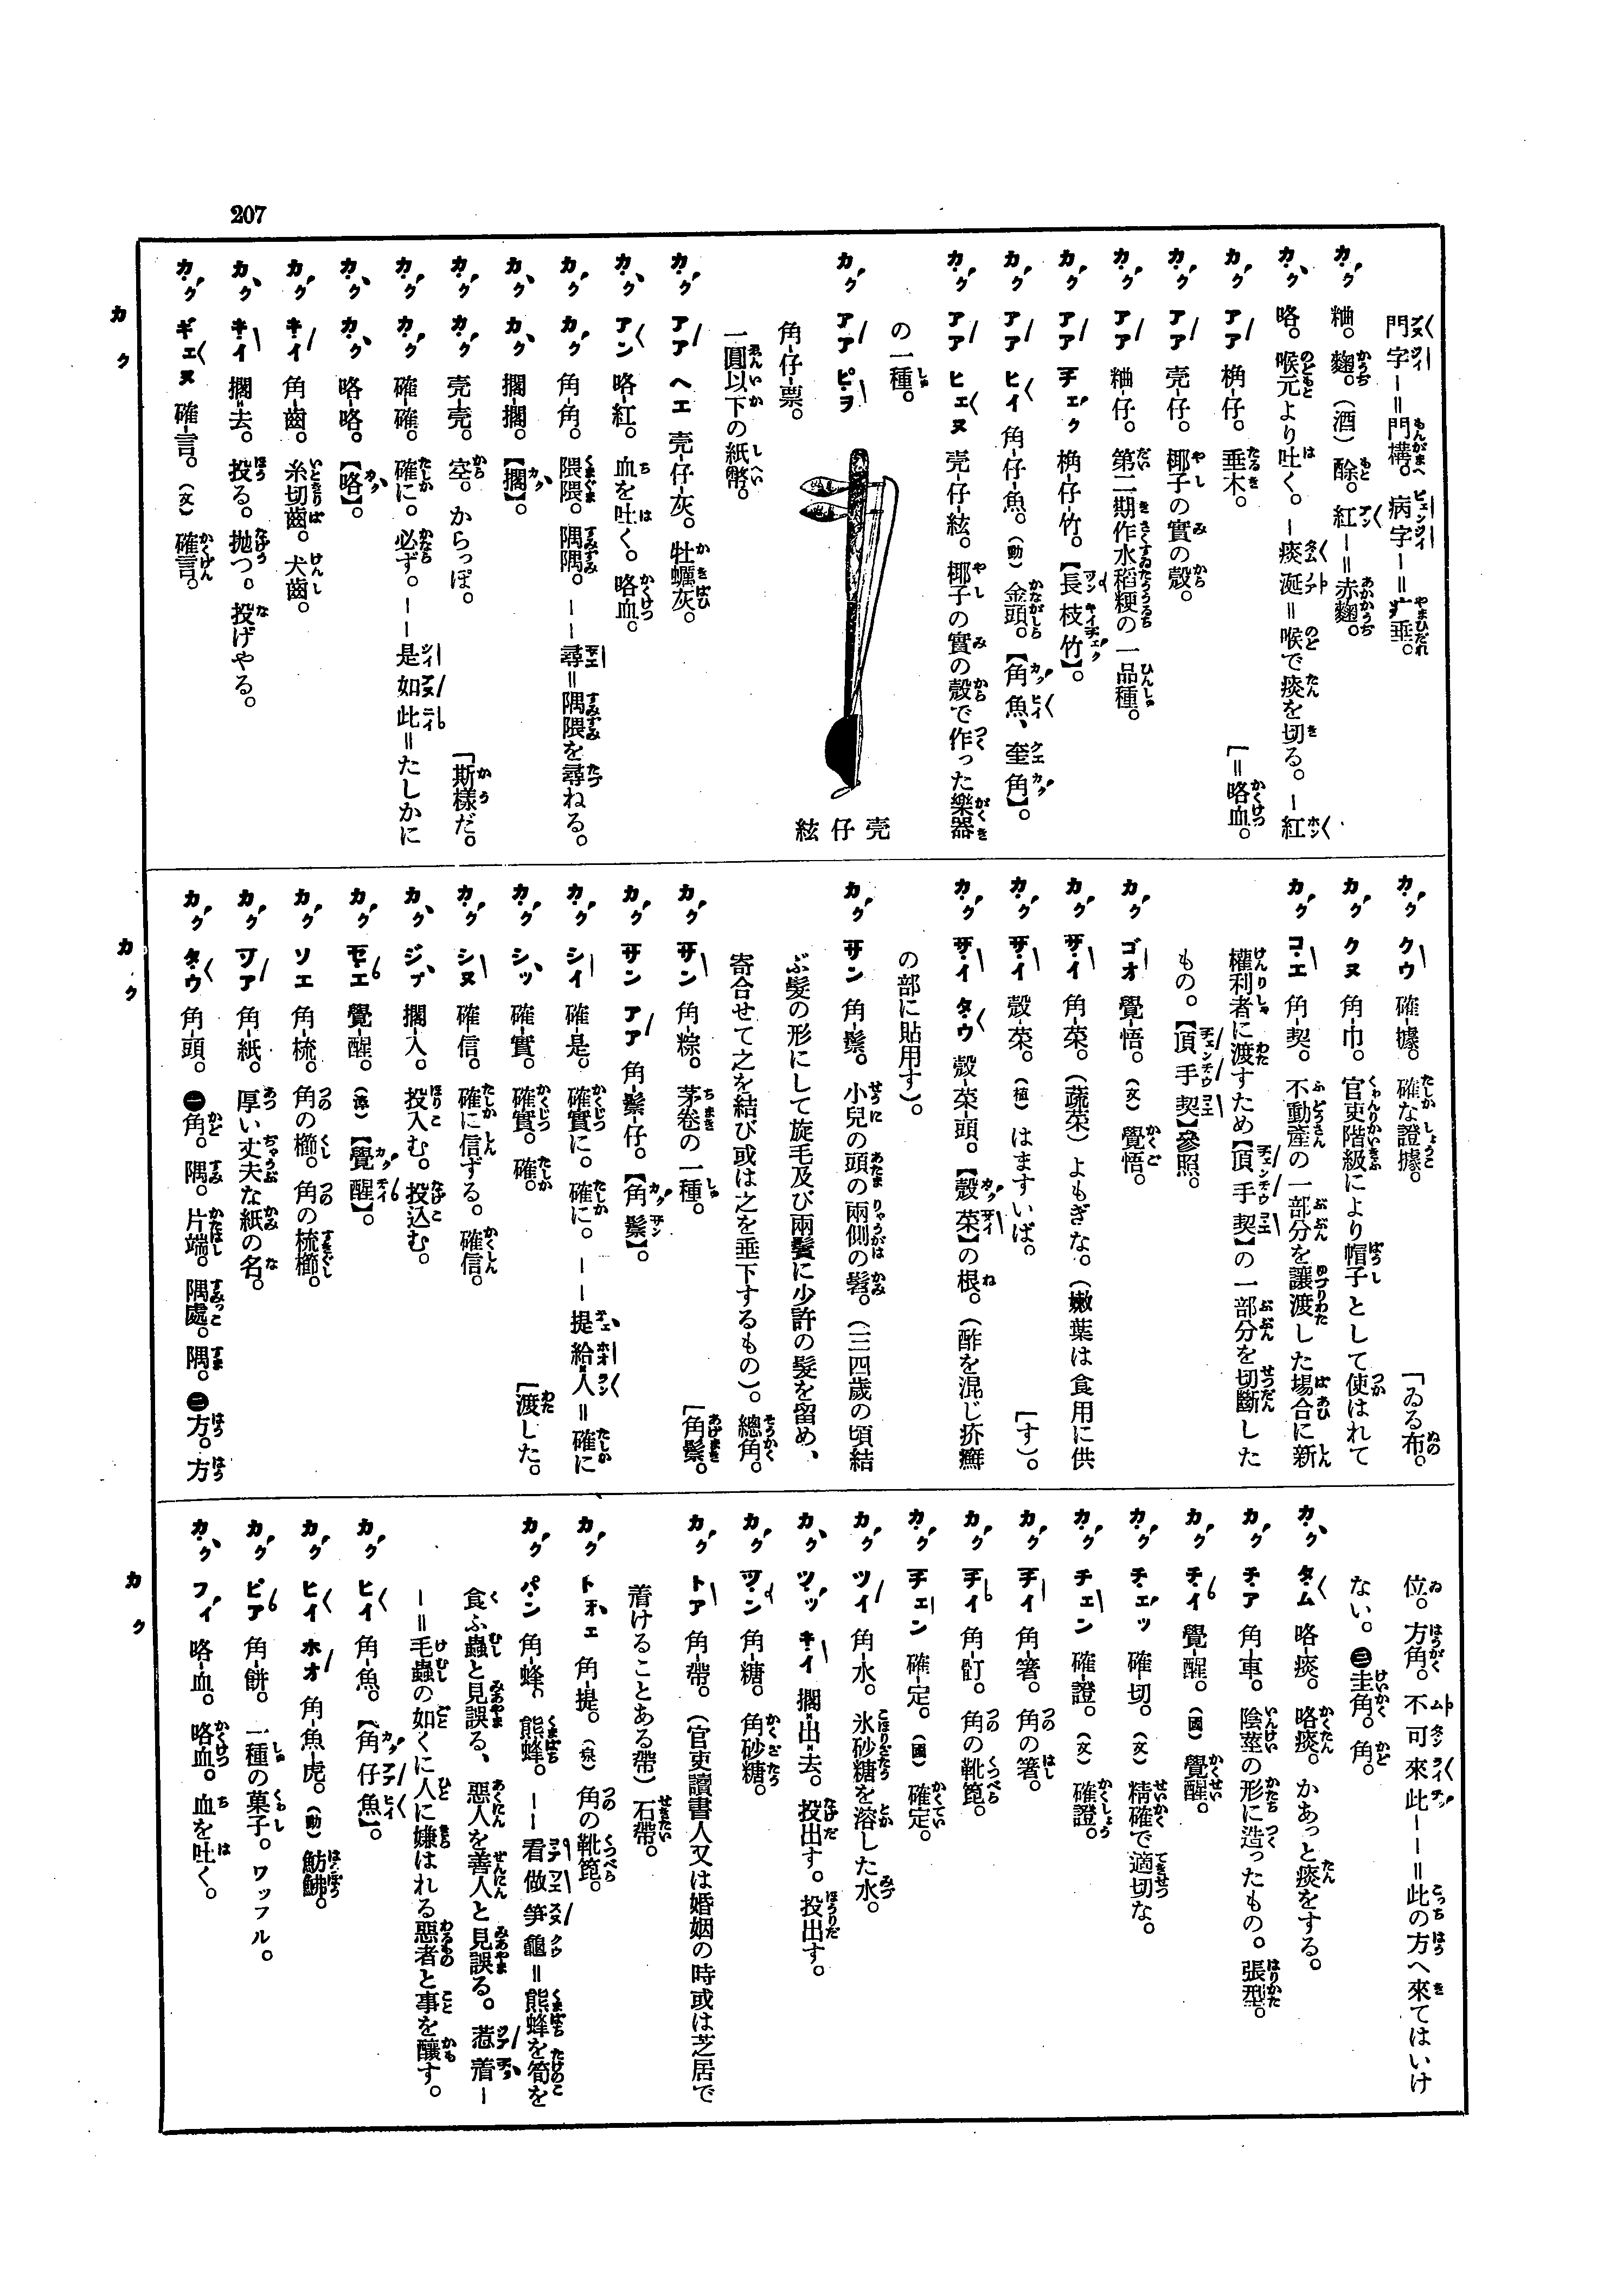 207
門字ー=門構。病字ー=疒垂。
カク 粬。麴。（酒）酴。紅ー=赤麴。
カク 咯。喉元より吐く。ー痰涎=喉で痰を切る。ー紅
「=咯血。
カク アア 桷-仔。垂木。
カク アア 壳-仔。椰子の實の殼。
カク アア 粬-仔。第二期作水稻粳の一品種。
カク アア チェク 桷-仔-竹。【長枝竹】。
カク アア ヒイ 角-仔-魚。（動）金頭。【角魚、奎角】。
カク アア ヒェヌ 壳-仔-絃。椰子の實の殼で作った樂器
の一種。
壳仔絃
カク アア ピヲ
角-仔-票。
一圓以下の紙幣。
カク アア ヘエ 壳-仔-灰。牡蠣灰。
カク アン 咯-紅。血を吐く。咯血。
カク カク 角-角。隈隈。隅隅。ーー尋=隅隈を尋ねる。
カク カク 擱-擱。【擱】。
カク カク 壳-壳。空。からっぽ。
「斯樣だ。
カク カク 確-確。確に。必ず。ーー是如此=たしかに
カク カク 咯-咯。【咯】。
カク キイ 角-齒。糸切齒。犬齒。
カク キイ 擱-去。投る。抛つ。投げやる。
カク ギェヌ 確-言。（文）確言。
カク
カク クウ 確-據。確な證據。
「ゐる布。
カク クヌ 角-巾。官吏階級により帽子として使はれて
カク コエ 角-契。不動產の一部分を讓渡した場合に新
權利者に渡すため【頂手契】の一部分を切斷した
もの。【頂手契】參照。
カク ゴオ 覺-悟。（文）覺悟。
カク サイ 角-菜。（蔬菜）よもぎな。（嫩葉は食用に供
「す）。
カク サイ 殼-菜。（植）はますいば。
カク サイ タウ 殼-菜-頭。【殼菜】の根。（酢を混じ疥癬
の部に貼用す）。
カク サン 角-鬃。小兒の頭の兩側の髫。（三四歲の頃結
ぶ髮の形にして旋毛及び兩鬢に少許の髮を留め、
寄合せて之を結び或は之を垂下するもの）。總角。
「角鬃。
カク サン 角-粽。茅卷の一種。
カク サン アア 角-鬃-仔。【角鬃】。
カク シイ 確-是。確實に。確に。ーー提給人=確に
「渡した。
カク シッ 確-實。確實。確。
カク シヌ 確-信。確に信ずる。確信。
カク ジプ 擱-入。投入む。投込む。
カク セエ 覺-醒。（漳）【覺醒】。
カク ソエ 角-梳。角の櫛。角の梳櫛。
カク ツア 角-紙。厚い丈夫な紙の名。
カク タウ 角-頭。㊀角。隅。片端。隅處。隅。㊁方。方
カク
位。方角。不可來此ーー=此の方へ來てはいけ
ない。㊂圭角。角。
カク タム 咯-痰。咯痰。かあっと痰をする。
カク チア 角-車。陰莖の形に造ったもの。張型。
カク チイ 覺-醒。（國）覺醒。
カク チェッ 確-切。（文）精確で適切な。
カク チェン 確-證。（文）確證。
カク チイ 角-箸。角の箸。
カク チイ 角-釘。角の靴箆。
カク チェン 確-定。（國）確定。
カク ツイ 角-水。氷砂糖を溶した水。
カク ツッ キイ 擱-出-去。投出す。投出す。
カク ツン 角-糖。角砂糖。
カク トア 角-帶。（官吏讀書人又は婚姻の時或は芝居で
着けることある帶）石帶。
カク トェ 角-提。（泉）角の靴箆。
カク パン 角-蜂。熊蜂。ーー看做笋龜=熊蜂を筍を
食ふ蟲と見誤る、惡人を善人と見誤る。惹着ー
ー=毛蟲の如くに人に嫌はれる惡者と事を釀す。
カク ヒイ 角-魚。【角仔魚】。
カク ヒイ ホオ 角-魚-虎。（動）魴鮄。
カク ピア 角-餅。一種の菓子。ワッフル。
カク フイ 咯-血。咯血。血を吐く。
カク